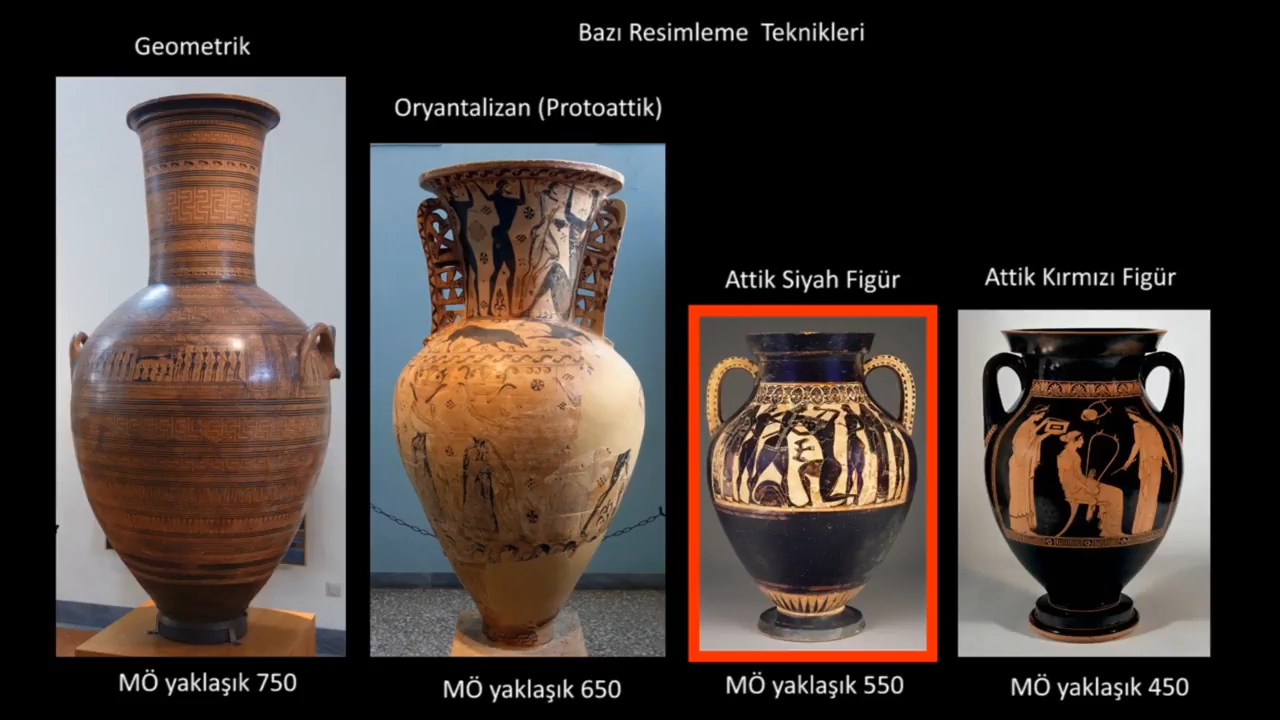 Bazı Resimleme  Teknikleri
Geometrik
Oryantalizan (Protoattik)
Attik Siyah Figür
Attik Kırmızı Figür
MÖ yaklaşık 750
MÖ yaklaşık 650
MÖ yaklaşık 550
MÖ yaklaşık 450